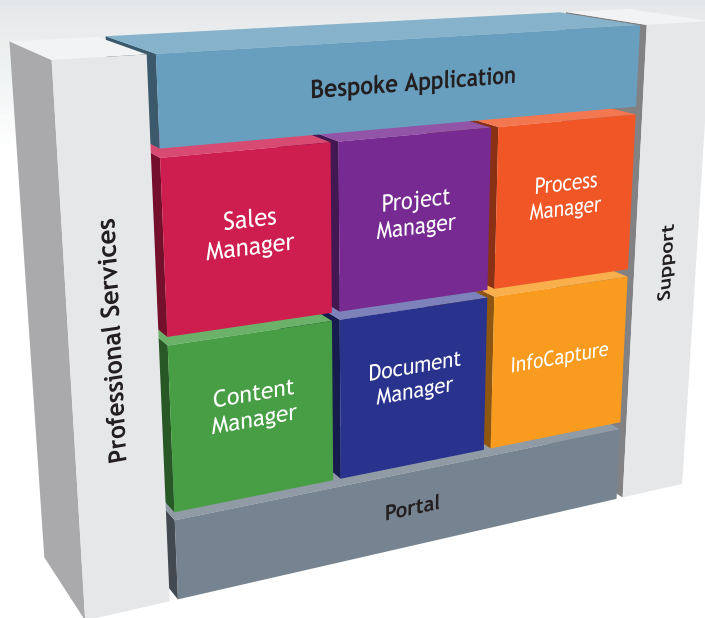 Bespoke Application
Professional Services
Sales
Manager
Project
Manager
Process
Manager
Support
Content
Manager
Document
Manager
InfoCapture
Portal